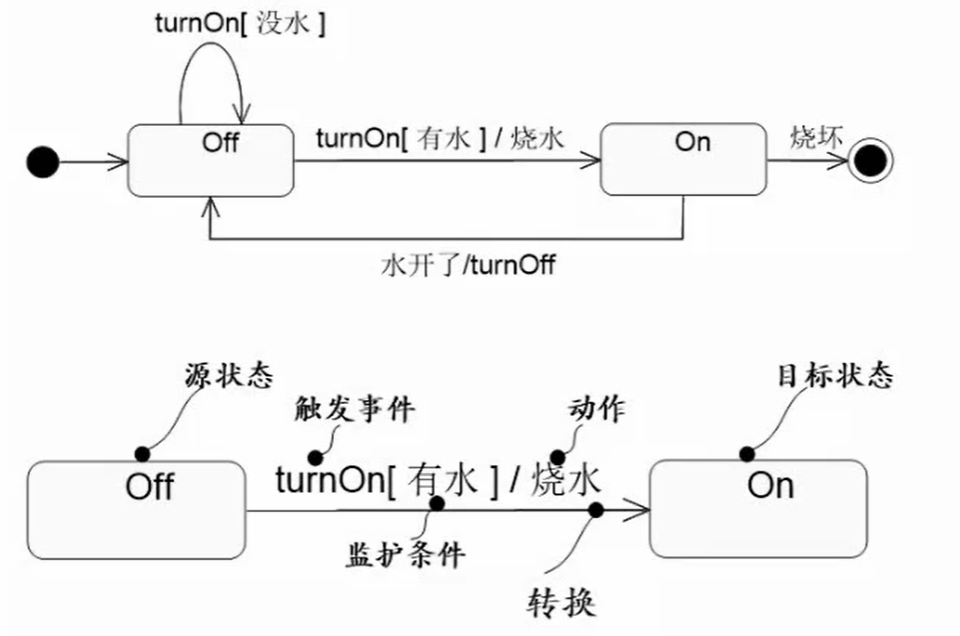 turnOn[ 没水 ]
Off
turnOn[ 有水 ] / 烧水
On
烧坏
水开了/turnOff
源状态
目标状态
触发事件
动作
Off
turnOn[ 有水 ] / 烧水
On
监护条件
转换